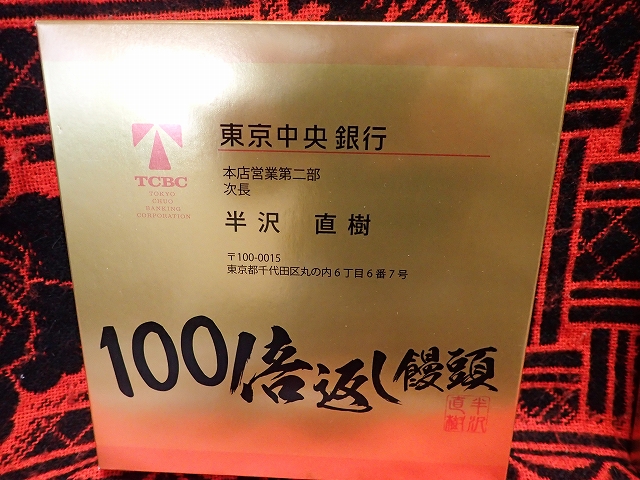 東京中央銀行
TCBC
TOKYO
CHUO
BANKING
CORPORATION
本店営業第二部
次長
半沢 直樹
〒100-0015
東京都千代田区丸の内6丁目6番7号
100倍返し饅頭
半沢
直樹